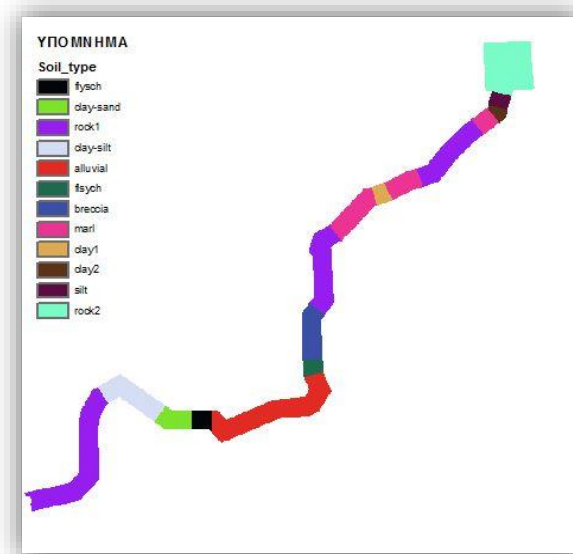 ΥΠΟΜΝΗΜΑ
Soil_type
flysch
clay-sand
rock1
clay-silt
alluvial
flsych
breccia
marl
clay1
clay2
silt
rock2